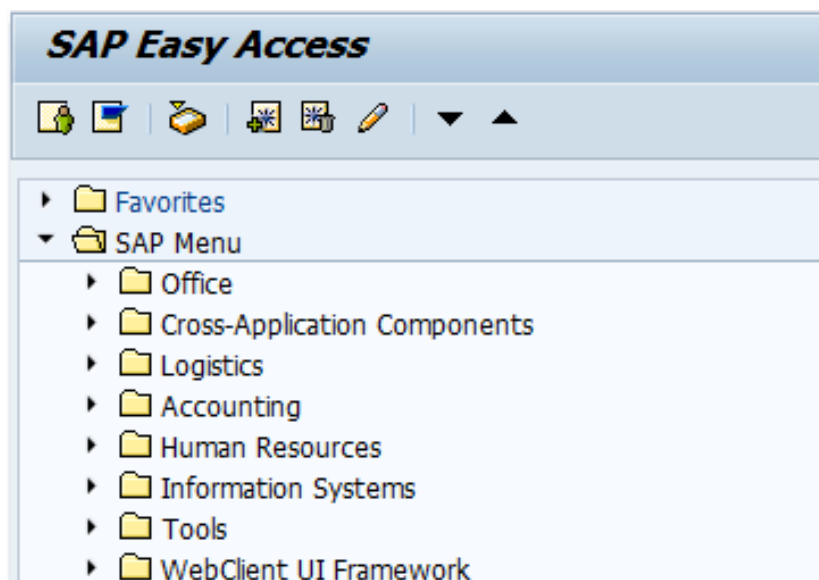 SAP Easy Access
Favorites
SAP Menu
Office
Cross-Application Components
Logistics
Accounting
Human Resources
Information Systems
Tools
WebClient UI Framework